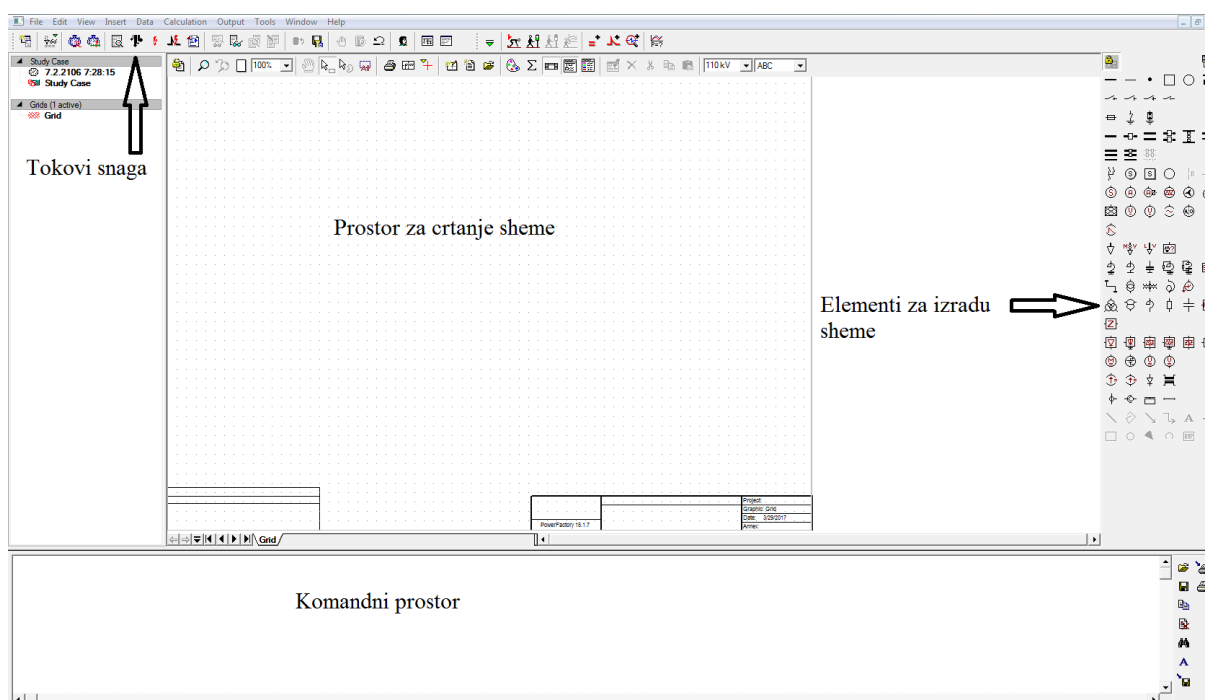 File Edit View Insert Data Calculation Output Tools Window Help
Study Case
7.2.2106 7:28:15
Study Case
Grids (1 active)
Grid
100%
110 kV
ABC
Tokovi snaga
Prostor za crtanje sheme
Elementi za izradu
sheme
PowerFactory 15.1.7
Project:
Graphic: Grid
Date: 3/29/2017
Annex:
Grid
Komandni prostor